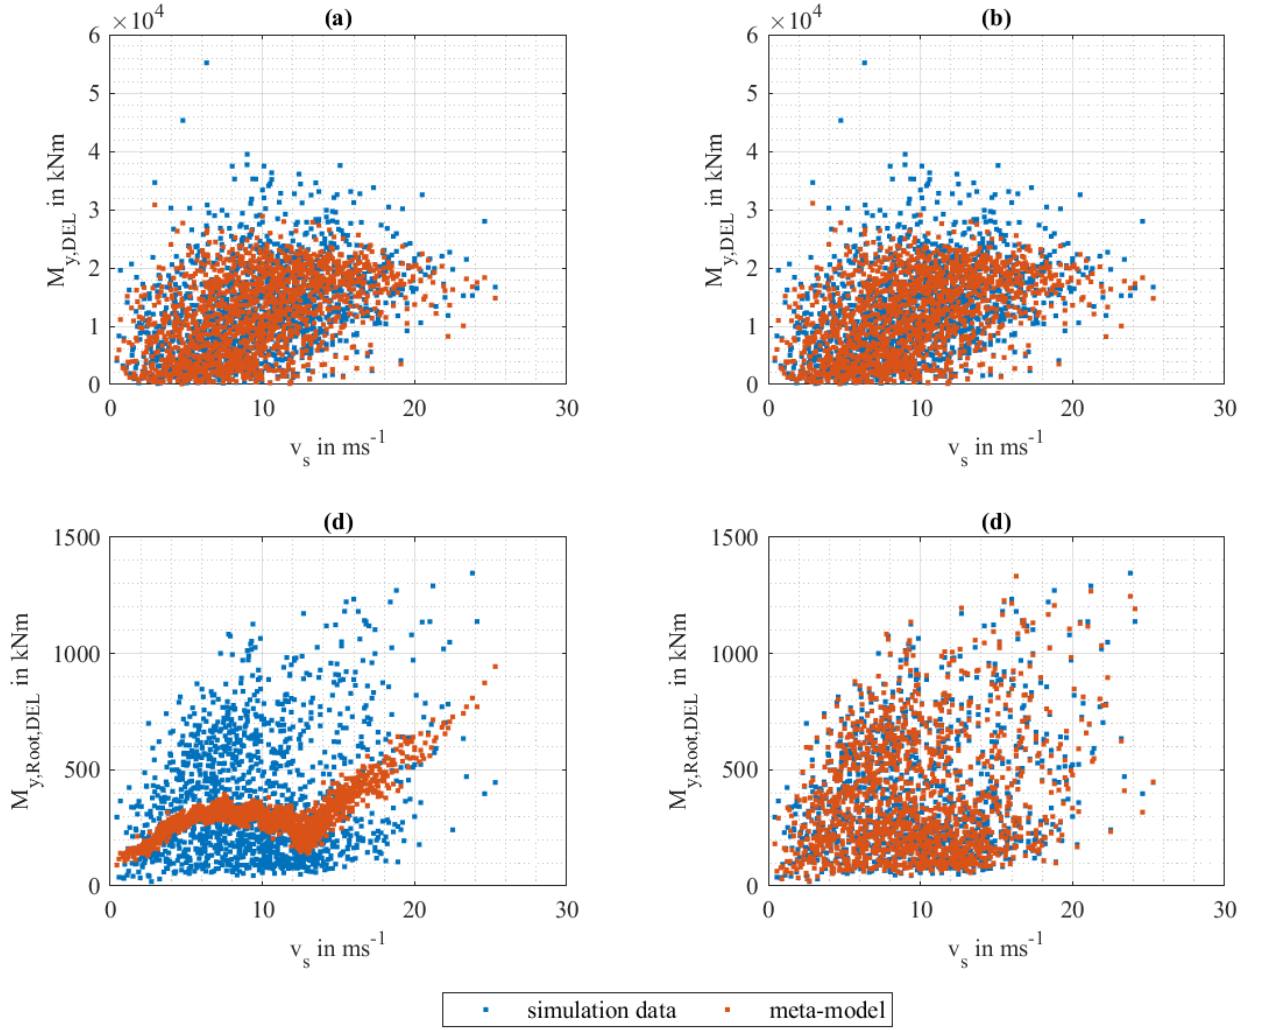 (a)
×10⁴
6
5
4
3
2
1
0
0 10 20 30
M_y,DEL in kNm
v_s in ms⁻¹
(b)
×10⁴
6
5
4
3
2
1
0
0 10 20 30
M_y,DEL in kNm
v_s in ms⁻¹
(d)
1500
1000
500
0
0 10 20 30
M_y,Root,DEL in kNm
v_s in ms⁻¹
(d)
1500
1000
500
0
0 10 20 30
M_y,Root,DEL in kNm
v_s in ms⁻¹
simulation data meta-model